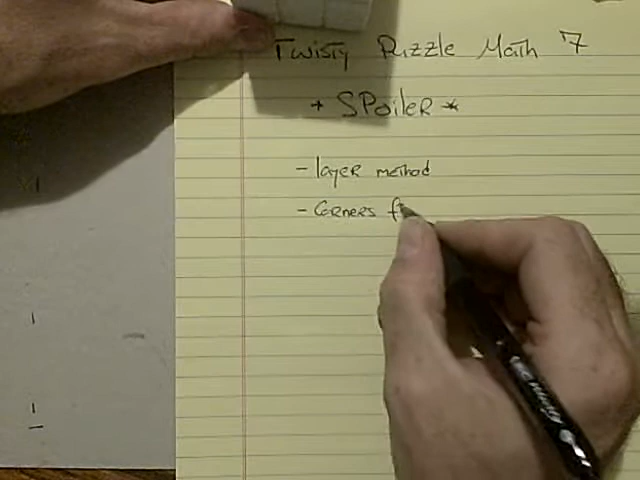 Twisty Puzzle Math 7
* SPoiler *
- layer method
- Corners f